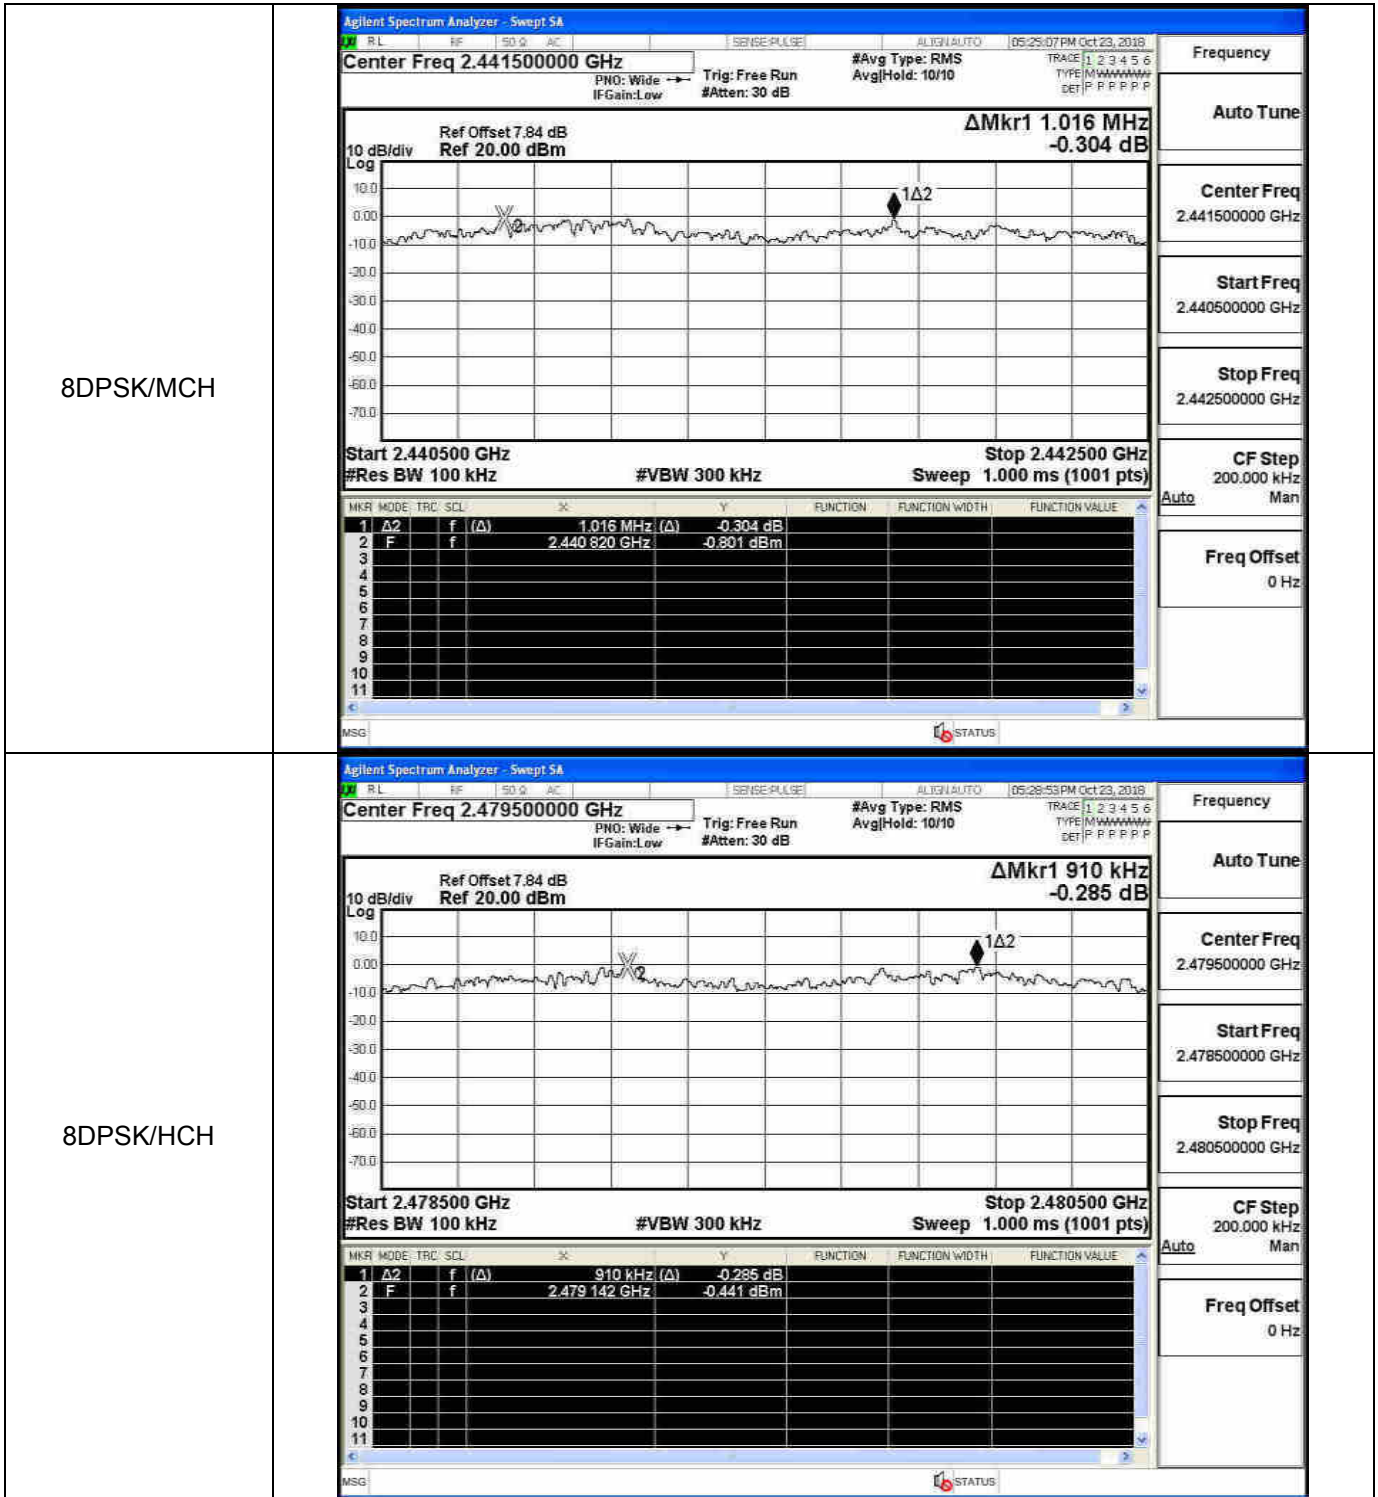 8DPSK/MCH
Agilent Spectrum Analyzer - Swept SA
RL RF 50 Ω AC SENSE:PULSE ALIGNAUTO 05:25:07 PM Oct 23, 2018
Center Freq 2.441500000 GHz
PNO: Wide
IFGain:Low
Trig: Free Run
#Atten: 30 dB
#Avg Type: RMS
Avg|Hold: 10/10
TRACE 1 2 3 4 5 6
TYPE M WWWWW
DET P P P P P P
ΔMkr1 1.016 MHz
-0.304 dB
Ref Offset 7.84 dB
10 dB/div Ref 20.00 dBm
Log
10.0
0.00
-10.0
-20.0
-30.0
-40.0
-50.0
-60.0
-70.0
2
1Δ2
Start 2.440500 GHz Stop 2.442500 GHz
#Res BW 100 kHz #VBW 300 kHz Sweep 1.000 ms (1001 pts)
MKR MODE TRC SCL X Y FUNCTION FUNCTION WIDTH FUNCTION VALUE
1 Δ2 f (Δ) 1.016 MHz (Δ) -0.304 dB
2 F f 2.440 820 GHz -0.801 dBm
3
4
5
6
7
8
9
10
11
MSG STATUS
Frequency
Auto Tune
Center Freq
2.441500000 GHz
Start Freq
2.440500000 GHz
Stop Freq
2.442500000 GHz
CF Step
200.000 kHz
Auto Man
Freq Offset
0 Hz
8DPSK/HCH
Agilent Spectrum Analyzer - Swept SA
RL RF 50 Ω AC SENSE:PULSE ALIGNAUTO 05:28:53 PM Oct 23, 2018
Center Freq 2.479500000 GHz
PNO: Wide
IFGain:Low
Trig: Free Run
#Atten: 30 dB
#Avg Type: RMS
Avg|Hold: 10/10
TRACE 1 2 3 4 5 6
TYPE M WWWWW
DET P P P P P P
ΔMkr1 910 kHz
-0.285 dB
Ref Offset 7.84 dB
10 dB/div Ref 20.00 dBm
Log
10.0
0.00
-10.0
-20.0
-30.0
-40.0
-50.0
-60.0
-70.0
2
1Δ2
Start 2.478500 GHz Stop 2.480500 GHz
#Res BW 100 kHz #VBW 300 kHz Sweep 1.000 ms (1001 pts)
MKR MODE TRC SCL X Y FUNCTION FUNCTION WIDTH FUNCTION VALUE
1 Δ2 f (Δ) 910 kHz (Δ) -0.285 dB
2 F f 2.479 142 GHz -0.441 dBm
3
4
5
6
7
8
9
10
11
MSG STATUS
Frequency
Auto Tune
Center Freq
2.479500000 GHz
Start Freq
2.478500000 GHz
Stop Freq
2.480500000 GHz
CF Step
200.000 kHz
Auto Man
Freq Offset
0 Hz